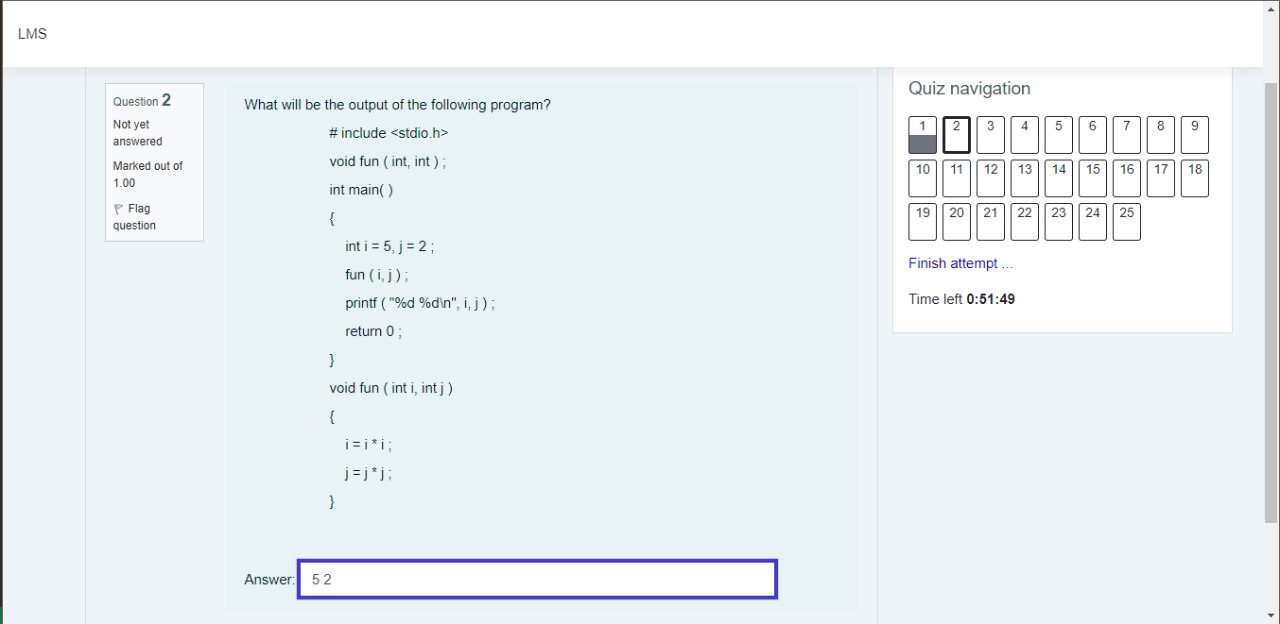 LMS
Question 2
Not yet
answered
Marked out of
1.00
Flag
question
What will be the output of the following program?
# include <stdio.h>
void fun ( int, int ) ;
int main( )
{
int i = 5, j = 2 ;
fun ( i, j ) ;
printf ( "%d %d\n", i, j ) ;
return 0 ;
}
void fun ( int i, int j )
{
i = i * i ;
j = j * j ;
}
Answer: 5 2
Quiz navigation
1 2 3 4 5 6 7 8 9
10 11 12 13 14 15 16 17 18
19 20 21 22 23 24 25
Finish attempt ...
Time left 0:51:49